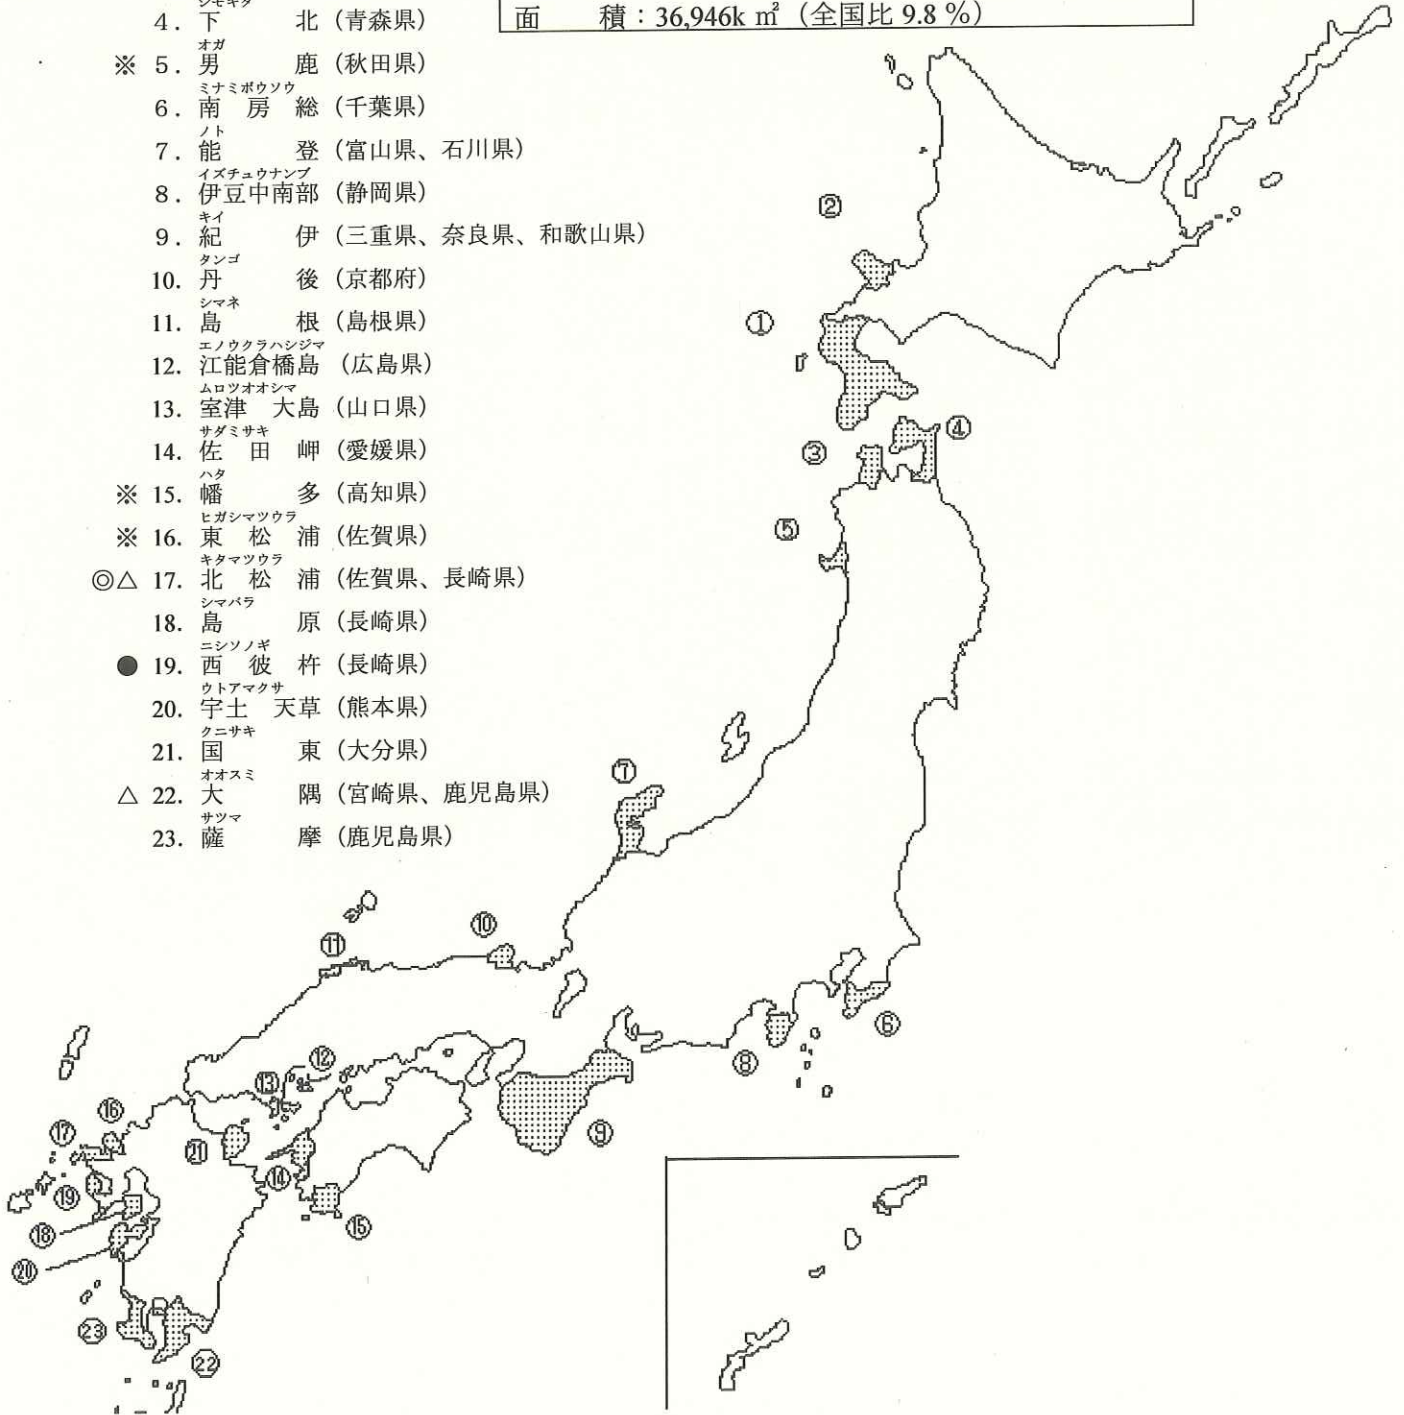 4. 下北（青森県）
面積：36,946k㎡（全国比 9.8 %）
オガ
※ 5. 男鹿（秋田県）
ミナミボウソウ
6. 南房総（千葉県）
ノト
7. 能登（富山県、石川県）
イズチュウナンブ
8. 伊豆中南部（静岡県）
キイ
9. 紀伊（三重県、奈良県、和歌山県）
タンゴ
10. 丹後（京都府）
シマネ
11. 島根（島根県）
エノウクラハシジマ
12. 江能倉橋島（広島県）
ムロツオオシマ
13. 室津 大島（山口県）
サダミサキ
14. 佐田岬（愛媛県）
ハタ
※ 15. 幡多（高知県）
ヒガシマツウラ
※ 16. 東松浦（佐賀県）
キタマツウラ
◎△ 17. 北松浦（佐賀県、長崎県）
シマバラ
18. 島原（長崎県）
ニシソノギ
● 19. 西彼杵（長崎県）
ウトアマクサ
20. 宇土 天草（熊本県）
クニサキ
21. 国東（大分県）
オオスミ
△ 22. 大隅（宮崎県、鹿児島県）
サツマ
23. 薩摩（鹿児島県）
②
①
④
③
⑤
⑦
⑩
⑪
⑥
⑫
⑧
⑬
⑯
⑰
⑨
㉑
⑭
⑲
⑮
⑱
⑳
㉓
㉒